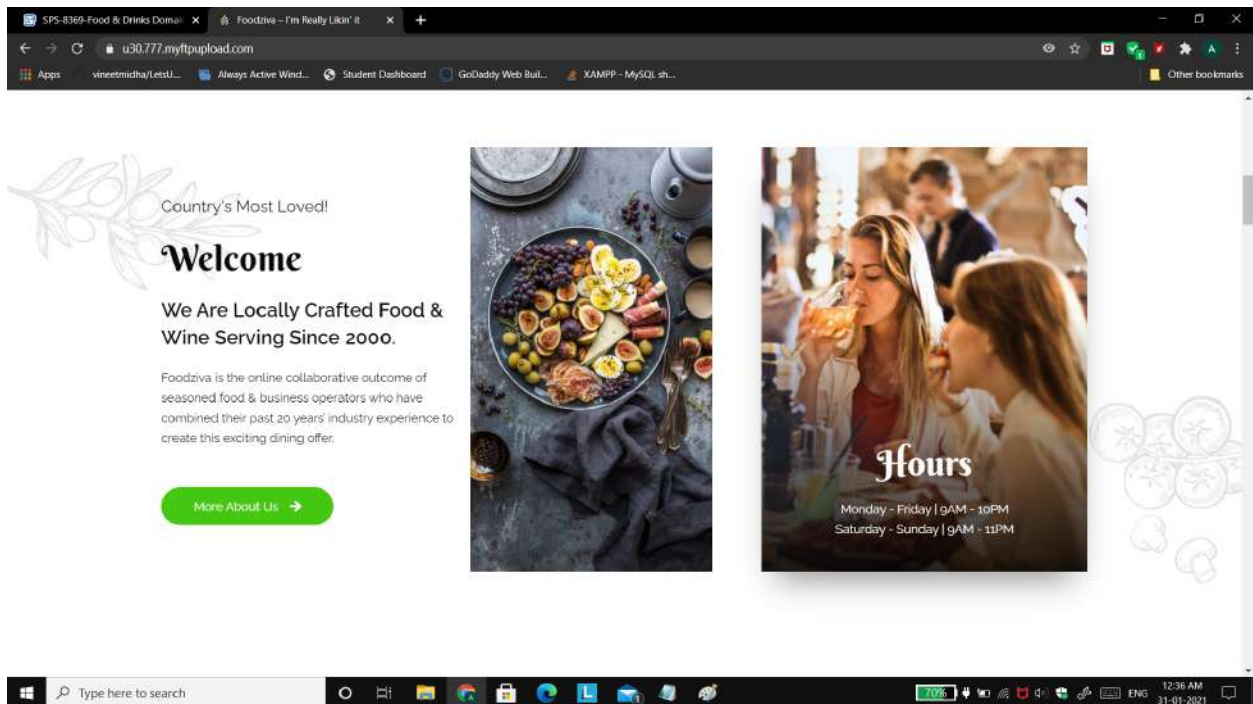 SPS-8369-Food & Drinks Domai
Foodziva – I'm Really Likin' it
u30.777.myftpupload.com
Apps
vineetmidha/LetsU...
Always Active Wind...
Student Dashboard
GoDaddy Web Buil...
XAMPP - MySQL sh...
Other bookmarks
Country's Most Loved!
Welcome
We Are Locally Crafted Food &
Wine Serving Since 2000.
Foodziva is the online collaborative outcome of
seasoned food & business operators who have
combined their past 20 years' industry experience to
create this exciting dining offer.
More About Us
Hours
Monday - Friday | 9AM - 10PM
Saturday - Sunday | 9AM - 11PM
Type here to search
70%
ENG
12:36 AM
31-01-2021